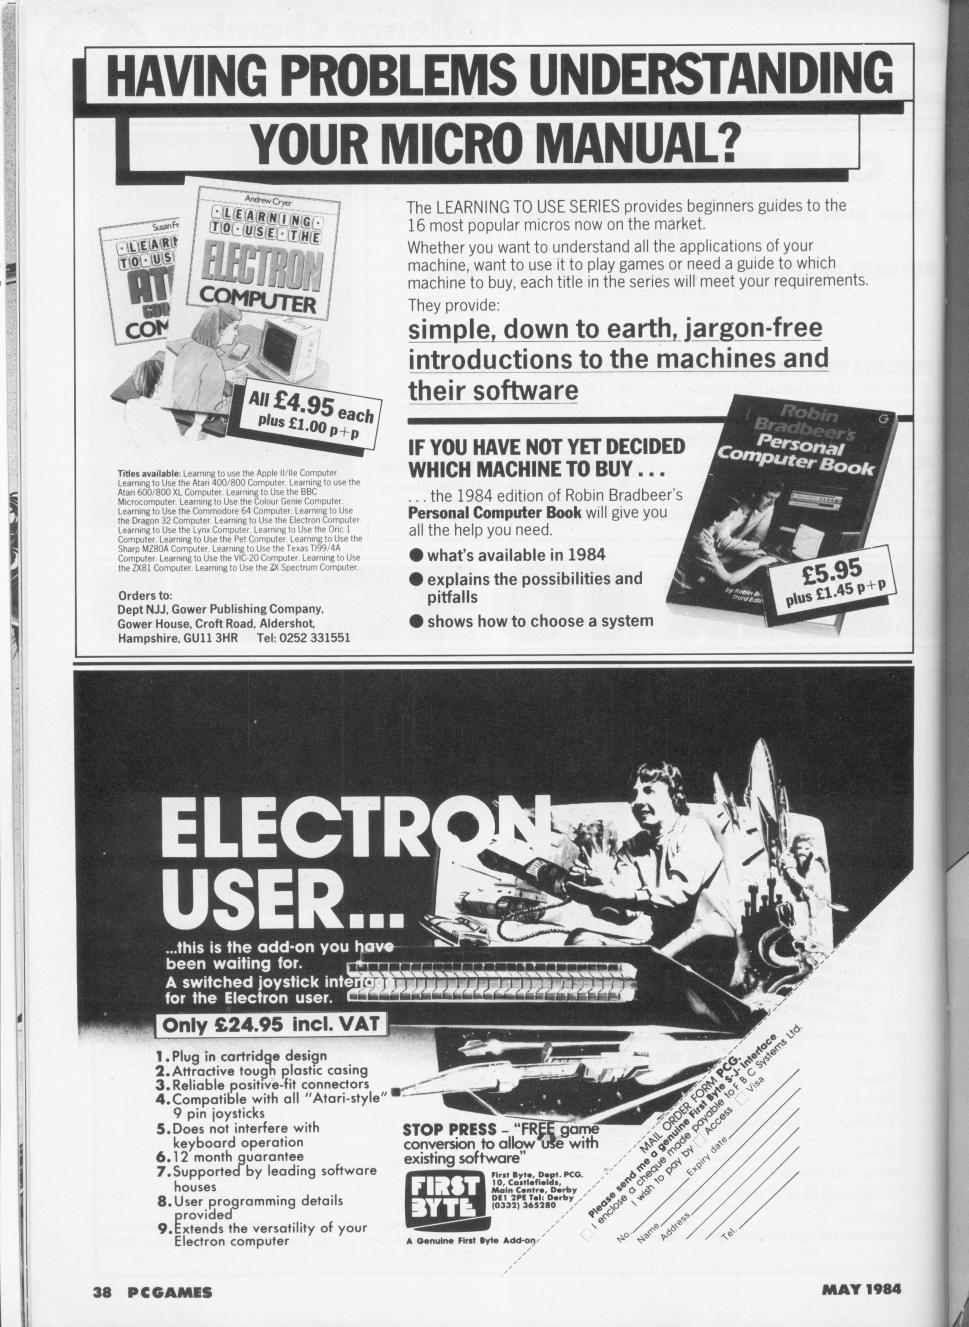 HAVING PROBLEMS UNDERSTANDING
YOUR MICRO MANUAL?
Susan Fr
·LEAR
TO·US
AT
600
COM
Andrew Cryer
·LEARNING·
TO·USE·THE
ELECTRON
COMPUTER
All £4.95 each
plus £1.00 p+p
The LEARNING TO USE SERIES provides beginners guides to the
16 most popular micros now on the market.
Whether you want to understand all the applications of your
machine, want to use it to play games or need a guide to which
machine to buy, each title in the series will meet your requirements.
They provide:
simple, down to earth, jargon-free
introductions to the machines and
their software
Titles available: Learning to use the Apple II/IIe Computer.
Learning to Use the Atari 400/800 Computer. Learning to use the
Atari 600/800 XL Computer. Learning to Use the BBC
Microcomputer. Learning to Use the Colour Genie Computer.
Learning to Use the Commodore 64 Computer. Learning to Use
the Dragon 32 Computer. Learning to Use the Electron Computer.
Learning to Use the Lynx Computer. Learning to Use the Oric 1
Computer. Learning to Use the Pet Computer. Learning to Use the
Sharp MZ80A Computer. Learning to Use the Texas TI99/4A
Computer. Learning to Use the VIC-20 Computer. Learning to Use
the ZX81 Computer. Learning to Use the ZX Spectrum Computer.
Orders to:
Dept NJJ, Gower Publishing Company,
Gower House, Croft Road, Aldershot,
Hampshire, GU11 3HR Tel: 0252 331551
IF YOU HAVE NOT YET DECIDED
WHICH MACHINE TO BUY . . .
. . . the 1984 edition of Robin Bradbeer's
Personal Computer Book will give you
all the help you need.
● what's available in 1984
● explains the possibilities and
pitfalls
● shows how to choose a system
G
Robin
Bradbeer's
Personal
Computer Book
by Robin B
Third Edi
£5.95
plus £1.45 p+p
ELECTRON
USER...
...this is the add-on you have
been waiting for.
A switched joystick interface
for the Electron user.
Only £24.95 incl. VAT
1. Plug in cartridge design
2. Attractive tough plastic casing
3. Reliable positive-fit connectors
4. Compatible with all "Atari-style"
9 pin joysticks
5. Does not interfere with
keyboard operation
6. 12 month guarantee
7. Supported by leading software
houses
8. User programming details
provided
9. Extends the versatility of your
Electron computer
STOP PRESS – "FREE game
conversion to allow use with
existing software"
FIRST
BYTE
First Byte, Dept. PCG.
10, Castlefields,
Main Centre, Derby
DE1 2PE Tel: Derby
(0332) 365280
A Genuine First Byte Add-on
MAIL ORDER FORM PCG.
Please send me a genuine First Byte S-J-Interface
I enclose a cheque made payable to F B C Systems Ltd.
I wish to pay by Access Visa
No. Expiry date
Name
Address
Tel.
38 PCGAMES
MAY 1984